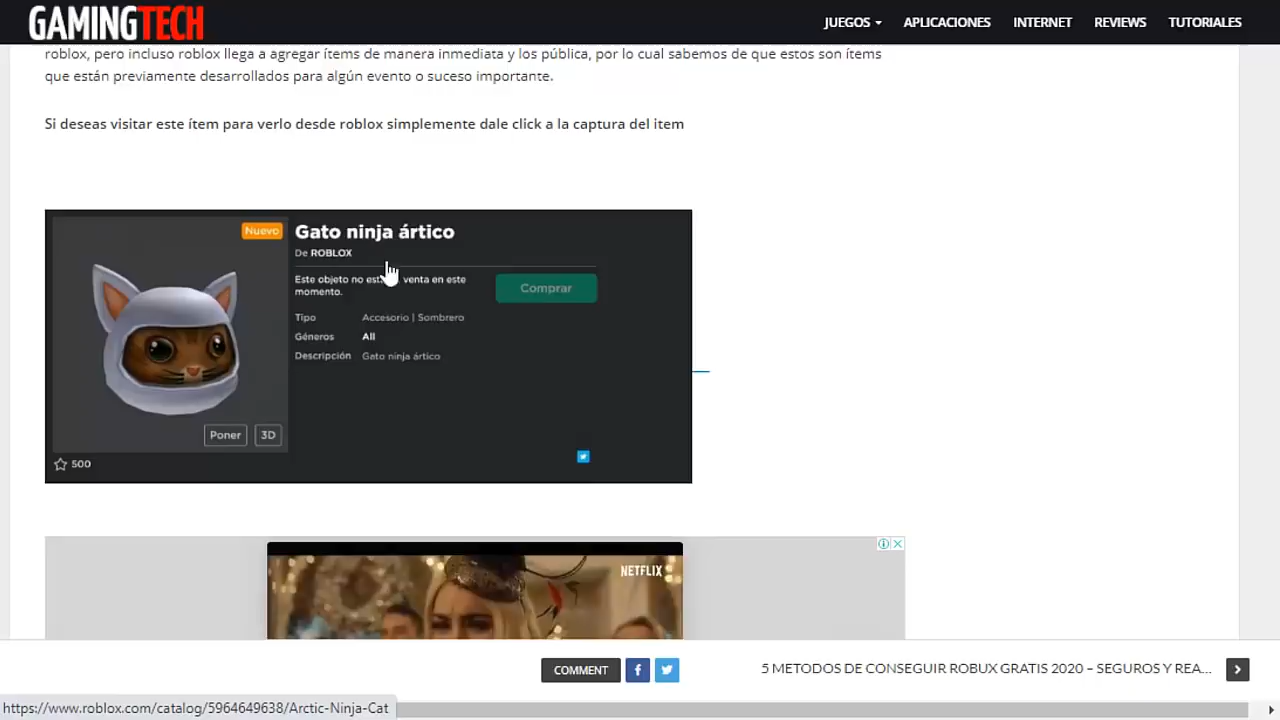 GAMINGTECH
JUEGOS APLICACIONES INTERNET REVIEWS TUTORIALES
roblox, pero incluso roblox llega a agregar ítems de manera inmediata y los pública, por lo cual sabemos de que estos son ítems
que están previamente desarrollados para algún evento o suceso importante.
Si deseas visitar este ítem para verlo desde roblox simplemente dale click a la captura del item
Nuevo
Gato ninja ártico
De ROBLOX
Este objeto no est venta en este
momento.
Comprar
Tipo Accesorio | Sombrero
Géneros All
Descripción Gato ninja ártico
Poner 3D
500
NETFLIX
COMMENT
5 METODOS DE CONSEGUIR ROBUX GRATIS 2020 – SEGUROS Y REA...
https://www.roblox.com/catalog/5964649638/Arctic-Ninja-Cat